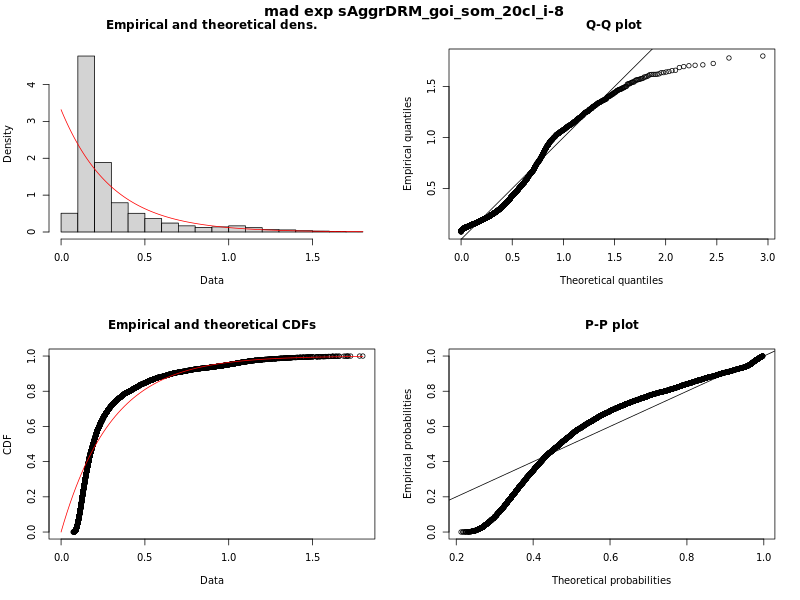 mad exp sAggrDRM_goi_som_20cl_i-8
Empirical and theoretical dens.
Density
0 1 2 3 4
0.0 0.5 1.0 1.5
Data
Q-Q plot
Empirical quantiles
0.5 1.0 1.5
0.0 0.5 1.0 1.5 2.0 2.5 3.0
Theoretical quantiles
Empirical and theoretical CDFs
CDF
0.0 0.2 0.4 0.6 0.8 1.0
0.0 0.5 1.0 1.5
Data
P-P plot
Empirical probabilities
0.0 0.2 0.4 0.6 0.8 1.0
0.2 0.4 0.6 0.8 1.0
Theoretical probabilities